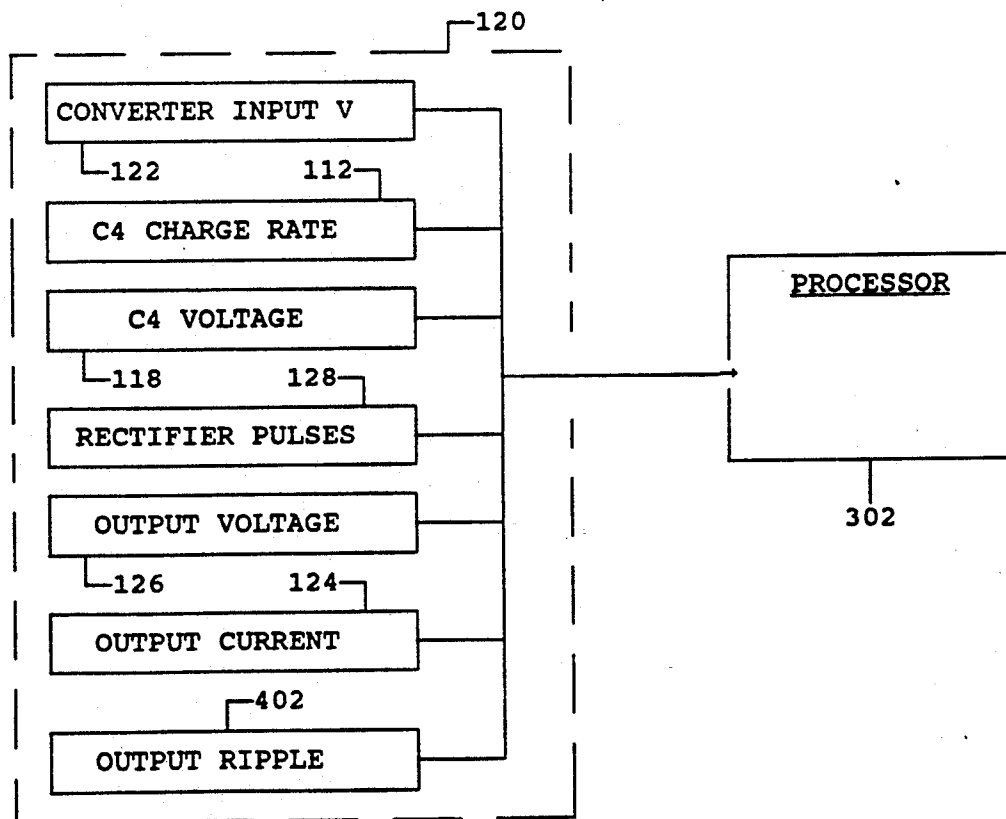 120
CONVERTER INPUT V
122
112
C4 CHARGE RATE
PROCESSOR
C4 VOLTAGE
118
128
RECTIFIER PULSES
302
OUTPUT VOLTAGE
126
124
OUTPUT CURRENT
402
OUTPUT RIPPLE